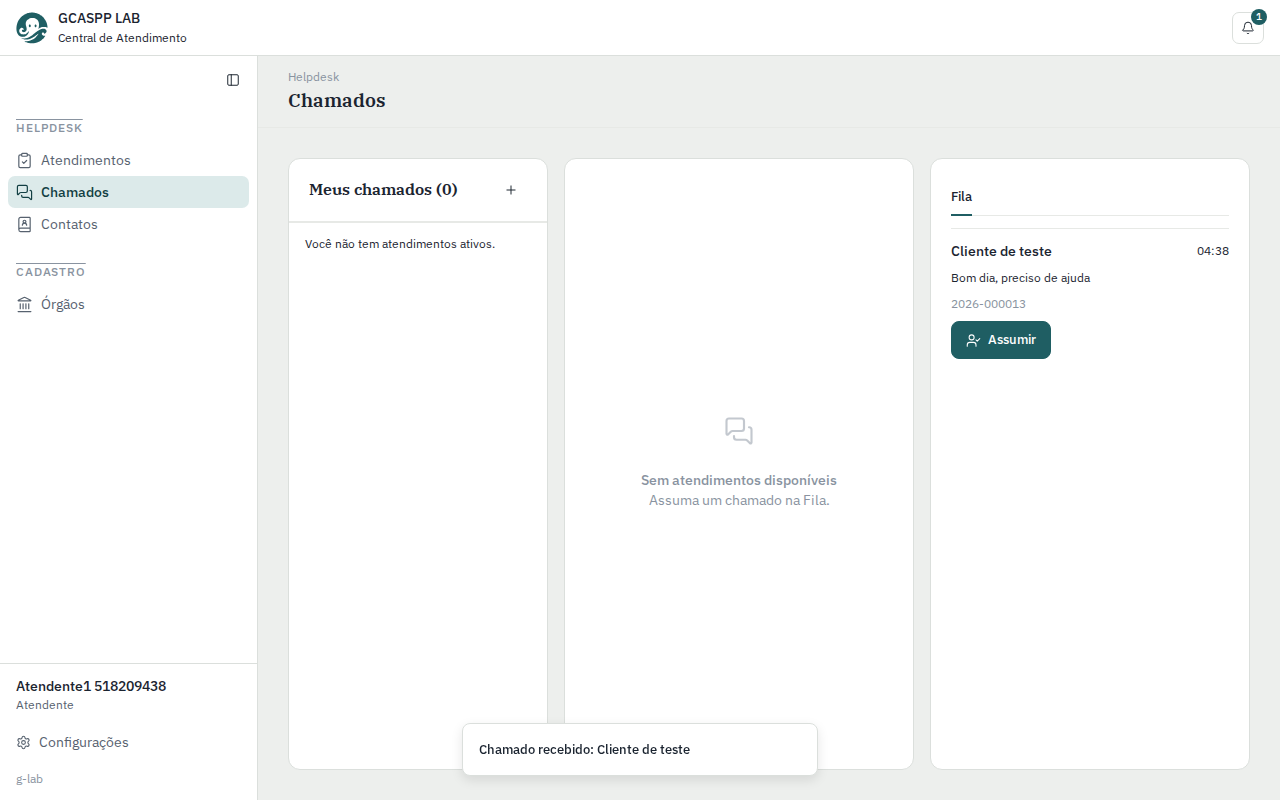 GCASPP LAB
Central de Atendimento
1
HELPDESK
Atendimentos
Chamados
Contatos
CADASTRO
Órgãos
Atendente1 518209438
Atendente
Configurações
g-lab
Helpdesk
Chamados
Meus chamados (0)
Você não tem atendimentos ativos.
Sem atendimentos disponíveis
Assuma um chamado na Fila.
Fila
Cliente de teste 04:38
Bom dia, preciso de ajuda
2026-000013
Assumir
Chamado recebido: Cliente de teste